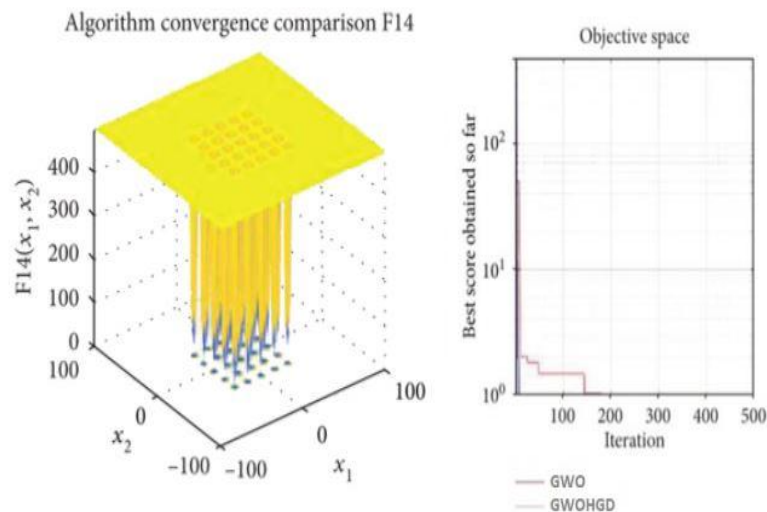 Algorithm convergence comparison F14
F14(x₁, x₂)
400
300
200
100
0
100
0
-100
x₂
-100
0
100
x₁
Objective space
Best score obtained so far
10²
10¹
10⁰
100 200 300 400 500
Iteration
GWO
GWOHGD